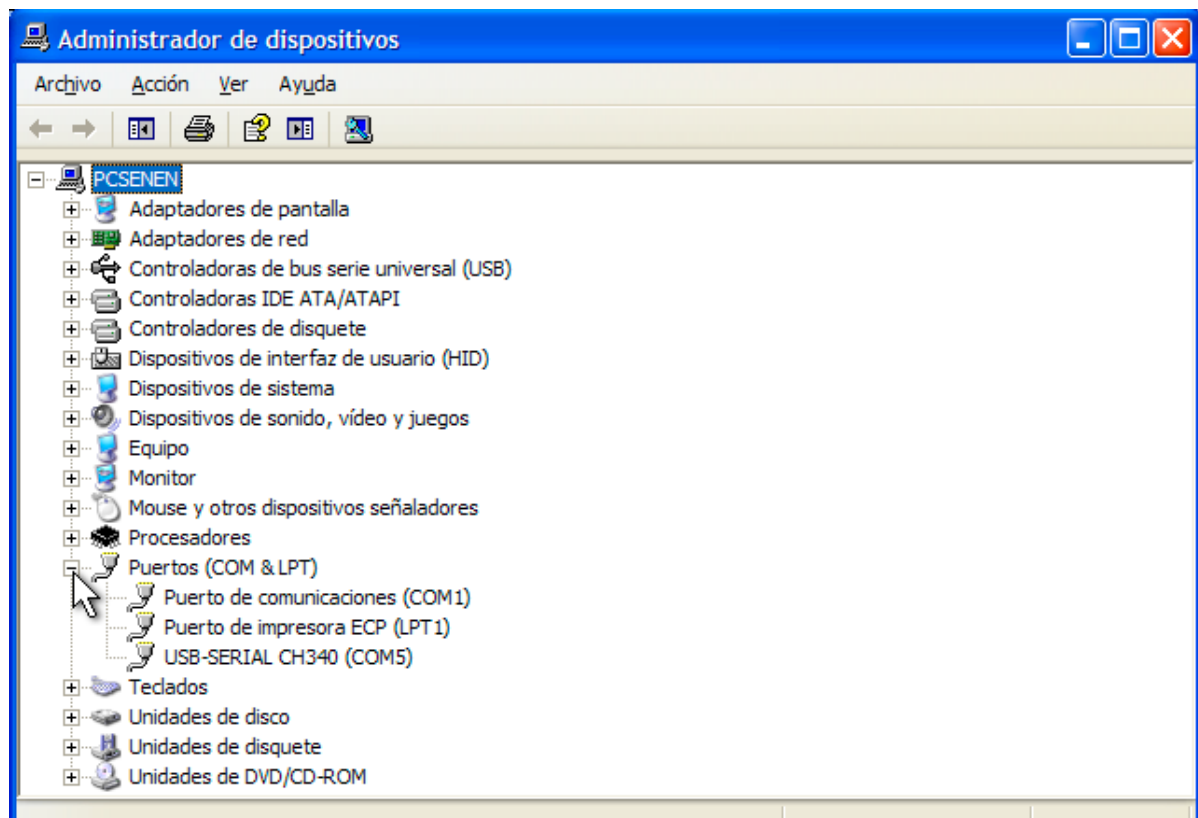 Administrador de dispositivos
Archivo Acción Ver Ayuda
PCSENEN
Adaptadores de pantalla
Adaptadores de red
Controladoras de bus serie universal (USB)
Controladoras IDE ATA/ATAPI
Controladores de disquete
Dispositivos de interfaz de usuario (HID)
Dispositivos de sistema
Dispositivos de sonido, vídeo y juegos
Equipo
Monitor
Mouse y otros dispositivos señaladores
Procesadores
Puertos (COM & LPT)
Puerto de comunicaciones (COM1)
Puerto de impresora ECP (LPT1)
USB-SERIAL CH340 (COM5)
Teclados
Unidades de disco
Unidades de disquete
Unidades de DVD/CD-ROM